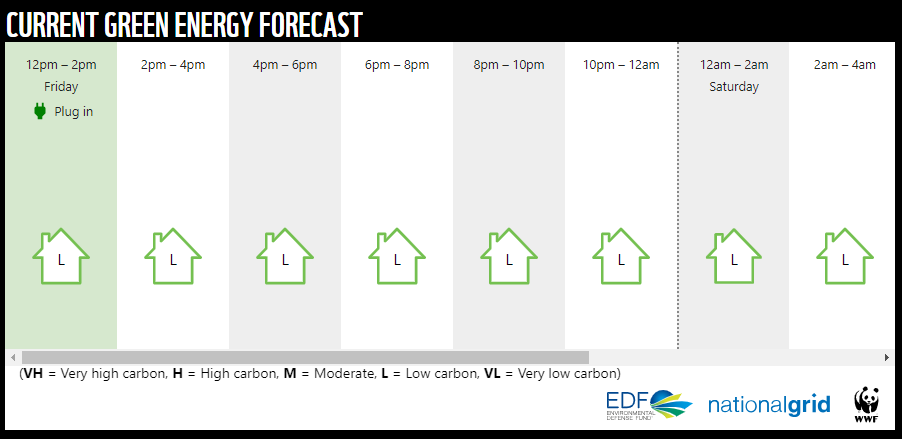 CURRENT GREEN ENERGY FORECAST
12pm – 2pm 2pm – 4pm 4pm – 6pm 6pm – 8pm 8pm – 10pm 10pm – 12am 12am – 2am 2am – 4am
Friday Saturday
Plug in
L L L L L L L L
(VH = Very high carbon, H = High carbon, M = Moderate, L = Low carbon, VL = Very low carbon)
EDF nationalgrid
ENVIRONMENTAL
DEFENSE FUND
WWF